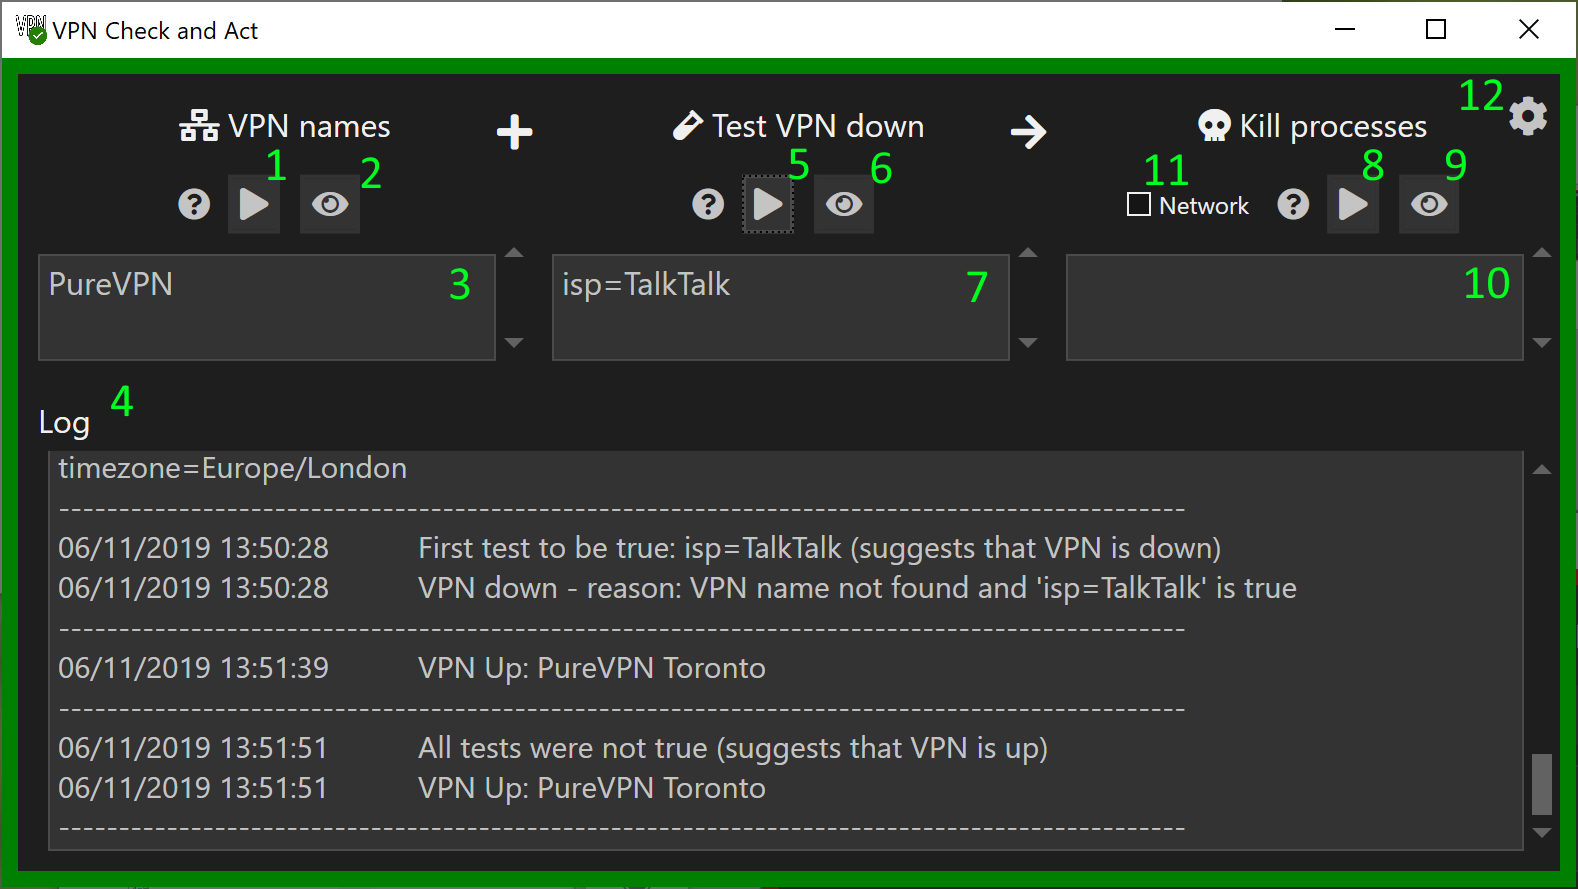 VPN VPN Check and Act
VPN names
Test VPN down
Kill processes
12
1
2
5
6
11
8
9
? ? Network ?
PureVPN
3
isp=TalkTalk
7
10
4
Log
timezone=Europe/London
--------------------------------------------------------------------------------------------
06/11/2019 13:50:28 First test to be true: isp=TalkTalk (suggests that VPN is down)
06/11/2019 13:50:28 VPN down - reason: VPN name not found and 'isp=TalkTalk' is true
--------------------------------------------------------------------------------------------
06/11/2019 13:51:39 VPN Up: PureVPN Toronto
--------------------------------------------------------------------------------------------
06/11/2019 13:51:51 All tests were not true (suggests that VPN is up)
06/11/2019 13:51:51 VPN Up: PureVPN Toronto
--------------------------------------------------------------------------------------------